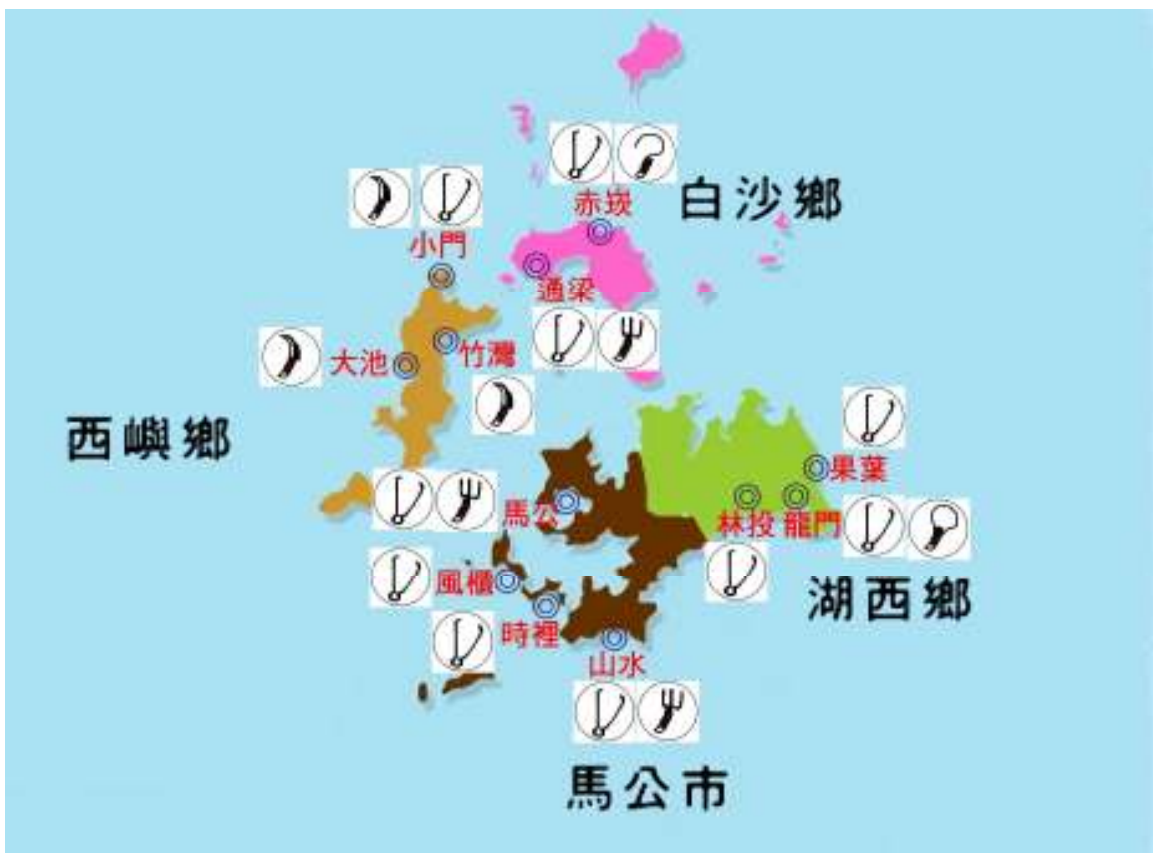 赤崁
白沙鄉
小門
通梁
竹灣
大池
西嶼鄉
果葉
馬公
林投
龍門
風櫃
湖西鄉
時裡
山水
馬公市